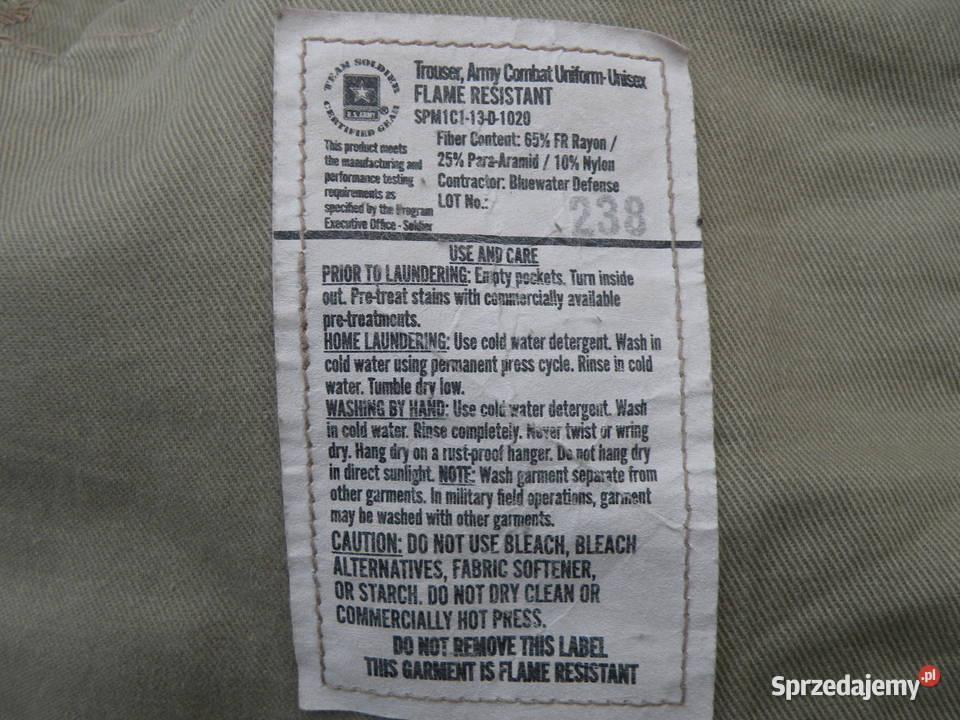 TEAM SOLDIER
U.S. ARMY
CERTIFIED GEAR
®
This product meets
the manufacturing and
performance testing
requirements as
specified by the Program
Executive Office - Soldier
Trouser, Army Combat Uniform- Unisex
FLAME RESISTANT
SPM1C1-13-D-1020
Fiber Content: 65% FR Rayon /
25% Para-Aramid / 10% Nylon
Contractor: Bluewater Defense
LOT No.: 238
USE AND CARE
PRIOR TO LAUNDERING: Empty pockets. Turn inside
out. Pre-treat stains with commercially available
pre-treatments.
HOME LAUNDERING: Use cold water detergent. Wash in
cold water using permanent press cycle. Rinse in cold
water. Tumble dry low.
WASHING BY HAND: Use cold water detergent. Wash
in cold water. Rinse completely. Never twist or wring
dry. Hang dry on a rust-proof hanger. Do not hang dry
in direct sunlight. NOTE: Wash garment separate from
other garments. In military field operations, garment
may be washed with other garments.
CAUTION: DO NOT USE BLEACH, BLEACH
ALTERNATIVES, FABRIC SOFTENER,
OR STARCH. DO NOT DRY CLEAN OR
COMMERCIALLY HOT PRESS.
DO NOT REMOVE THIS LABEL
THIS GARMENT IS FLAME RESISTANT
Sprzedajemy.pl